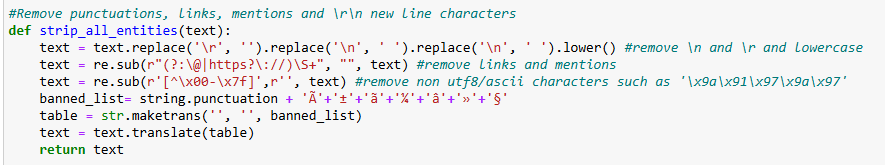 #Remove punctuations, links, mentions and \r\n new line characters
def strip_all_entities(text):
    text = text.replace('\r', '').replace('\n', ' ').replace('\n', ' ').lower() #remove \n and \r and lowercase
    text = re.sub(r"(?:\@|https?\://)\S+", "", text) #remove links and mentions
    text = re.sub(r'[^\x00-\x7f]',r'', text) #remove non utf8/ascii characters such as '\x9a\x91\x97\x9a\x97'
    banned_list= string.punctuation + 'Ã'+'±'+'ã'+'¼'+'â'+'»'+'§'
    table = str.maketrans('', '', banned_list)
    text = text.translate(table)
    return text